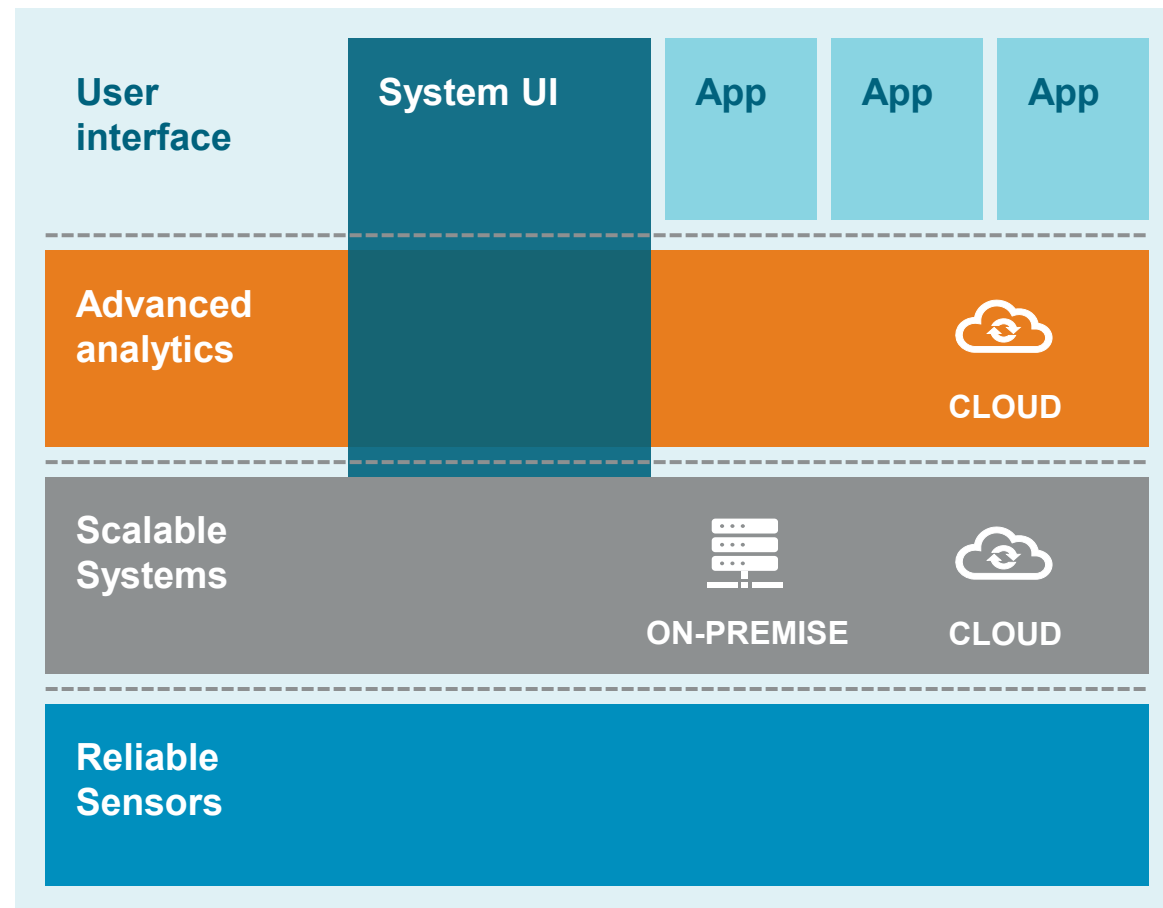 User
interface
System UI
App
App
App
Advanced
analytics
CLOUD
Scalable
Systems
ON-PREMISE
CLOUD
Reliable
Sensors